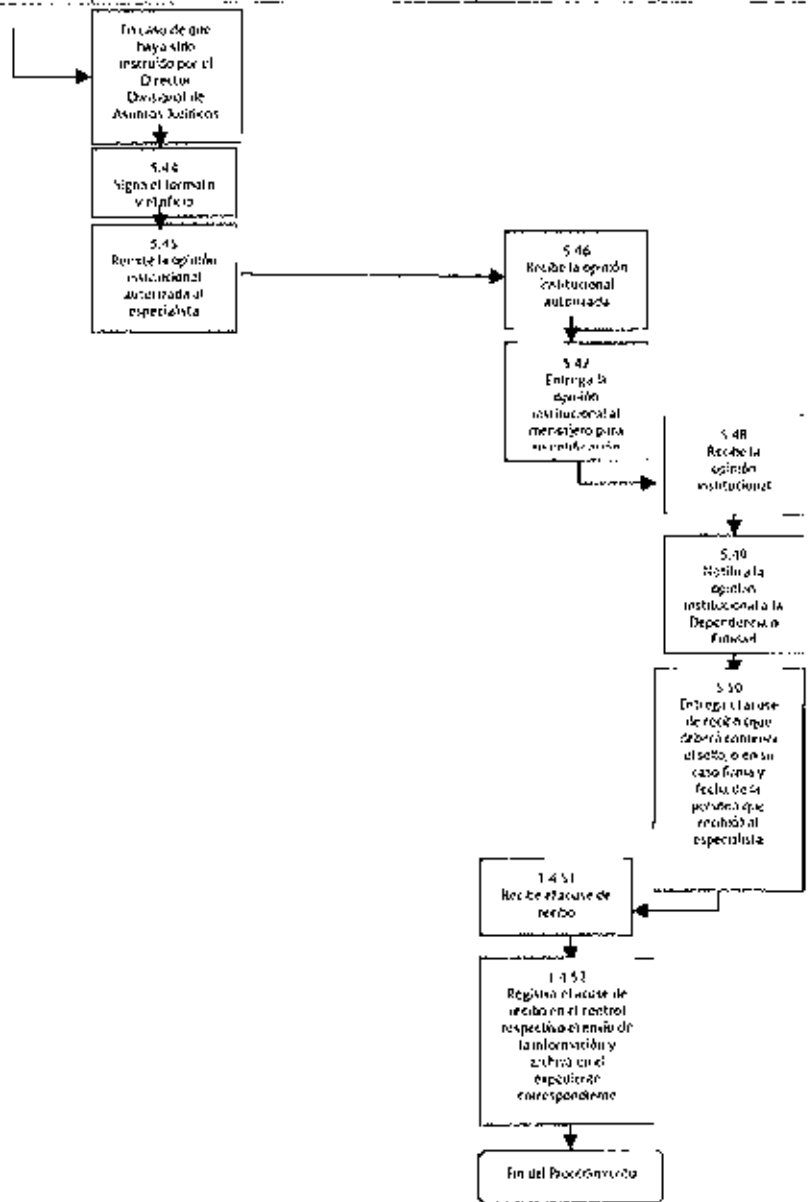 En caso de que
haya sido
instruido por el
Director
Divisional de
Asuntos Jurídicos
5.44
Signa el formato
y el oficio
5.45
Remite la opinión
institucional
autorizada al
especialista
5.46
Recibe la opinión
institucional
autorizada
5.47
Entrega la
opinión
institucional al
mensajero para
su notificación
5.48
Recibe la
opinión
institucional
5.49
Notifica la
opinión
institucional a la
Dependencia o
Entidad
5.50
Entrega el acuse
de recibo que
deberá contener
el sello, o en su
caso firma y
fecha de la
persona que
recibió al
especialista
1.4.51
Recibe el acuse de
recibo
1.4.52
Registra el acuse de
recibo en el control
respectivo el envío de
la información y
archiva en el
expediente
correspondiente
Fin del Procedimiento